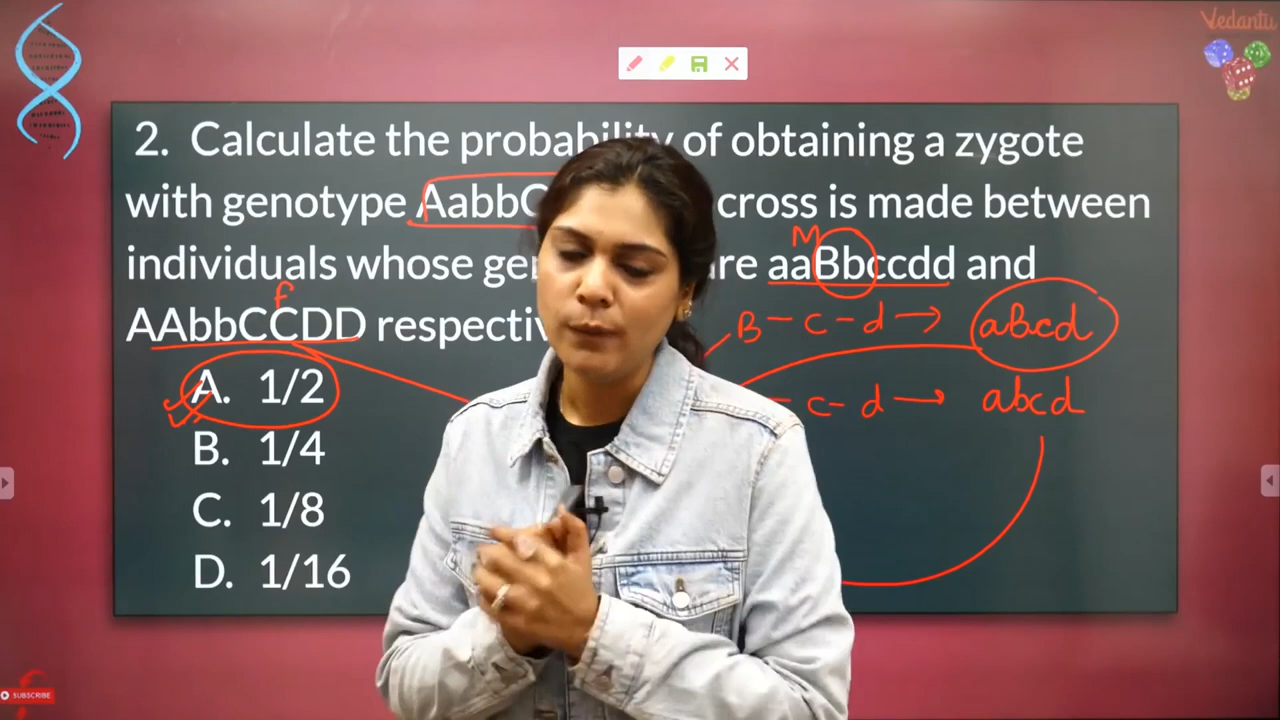 Vedantu
2. Calculate the probability of obtaining a zygote
with genotype AabbC cross is made between
M
individuals whose ge re aaBbccdd and
f
AAbbCCDD respectiv
B - c - d → aBcd
A. 1/2
- c - d → abcd
B. 1/4
C. 1/8
D. 1/16
SUBSCRIBE